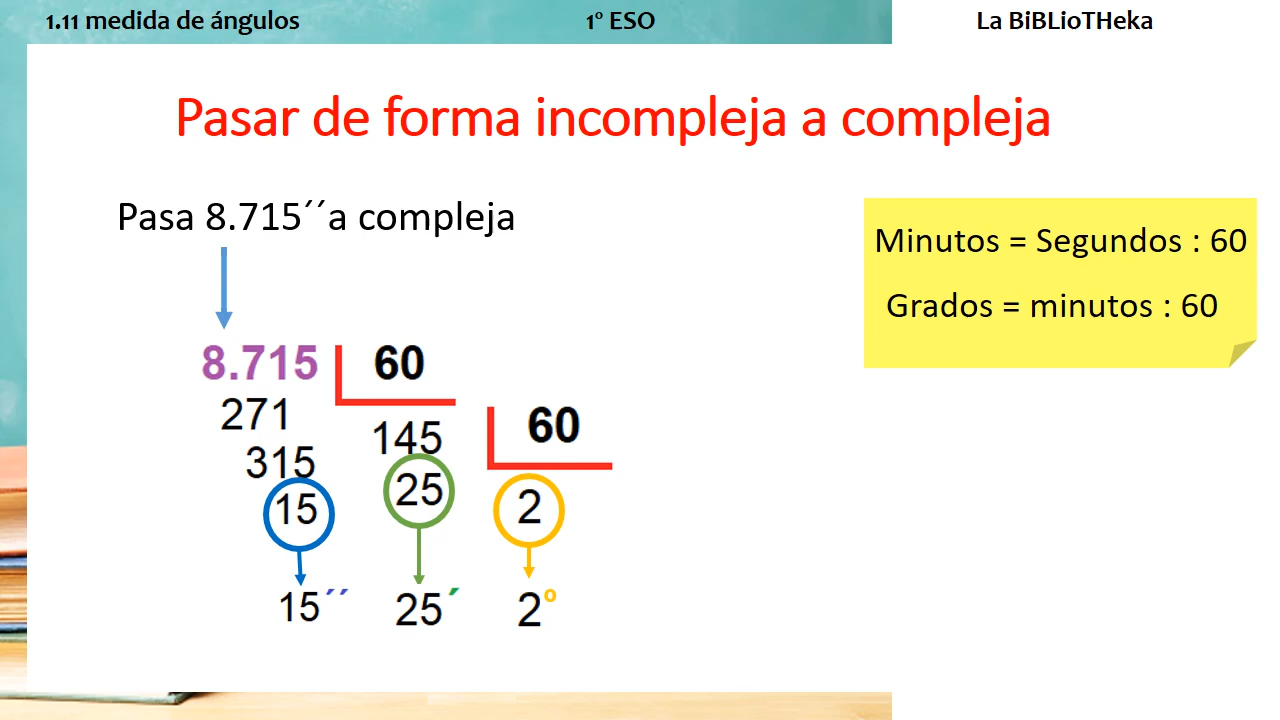 1.11 medida de ángulos
1º ESO
La BiBLioTHeka
Pasar de forma incompleja a compleja
Pasa 8.715´´a compleja
Minutos = Segundos : 60
Grados = minutos : 60
8.715 60
271 145 60
315 25 2
15
15´´ 25´ 2º